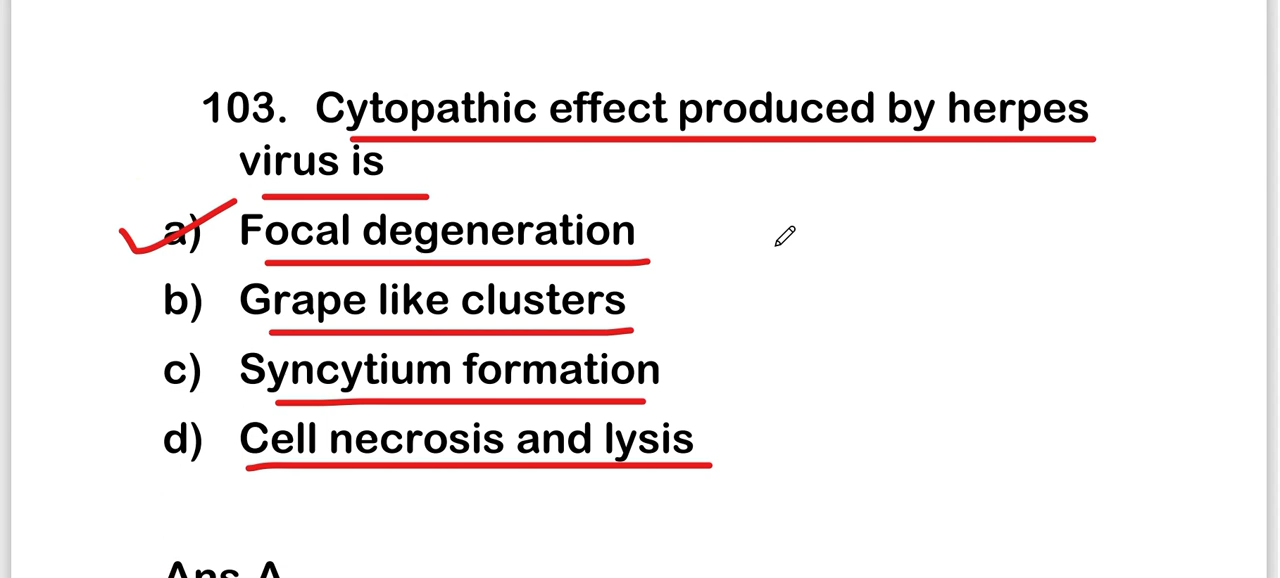 103. Cytopathic effect produced by herpes
virus is
a) Focal degeneration
b) Grape like clusters
c) Syncytium formation
d) Cell necrosis and lysis
Ans A